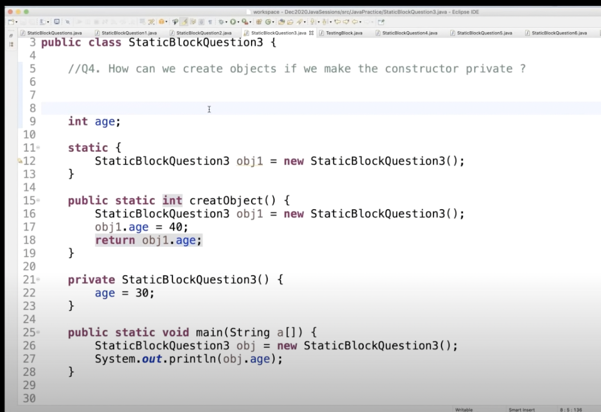 workspace - Dec2020JavaSessions/src/JavaPractice/StaticBlockQuestion3.java - Eclipse IDE
StaticBlockQuestions.java StaticBlockQuestion1.java StaticBlockQuestion2.java StaticBlockQuestion3.java TestingBlock.java StaticBlockQuestion4.java StaticBlockQuestion5.java StaticBlockQuestion6.java
3 public class StaticBlockQuestion3 {
4
5 //Q4. How can we create objects if we make the constructor private ?
6
7
8
9 int age;
10
11 static {
12 StaticBlockQuestion3 obj1 = new StaticBlockQuestion3();
13 }
14
15 public static int creatObject() {
16 StaticBlockQuestion3 obj1 = new StaticBlockQuestion3();
17 obj1.age = 40;
18 return obj1.age;
19 }
20
21 private StaticBlockQuestion3() {
22 age = 30;
23 }
24
25 public static void main(String a[]) {
26 StaticBlockQuestion3 obj = new StaticBlockQuestion3();
27 System.out.println(obj.age);
28 }
29
30
Writable Smart Insert 8 : 5 : 138